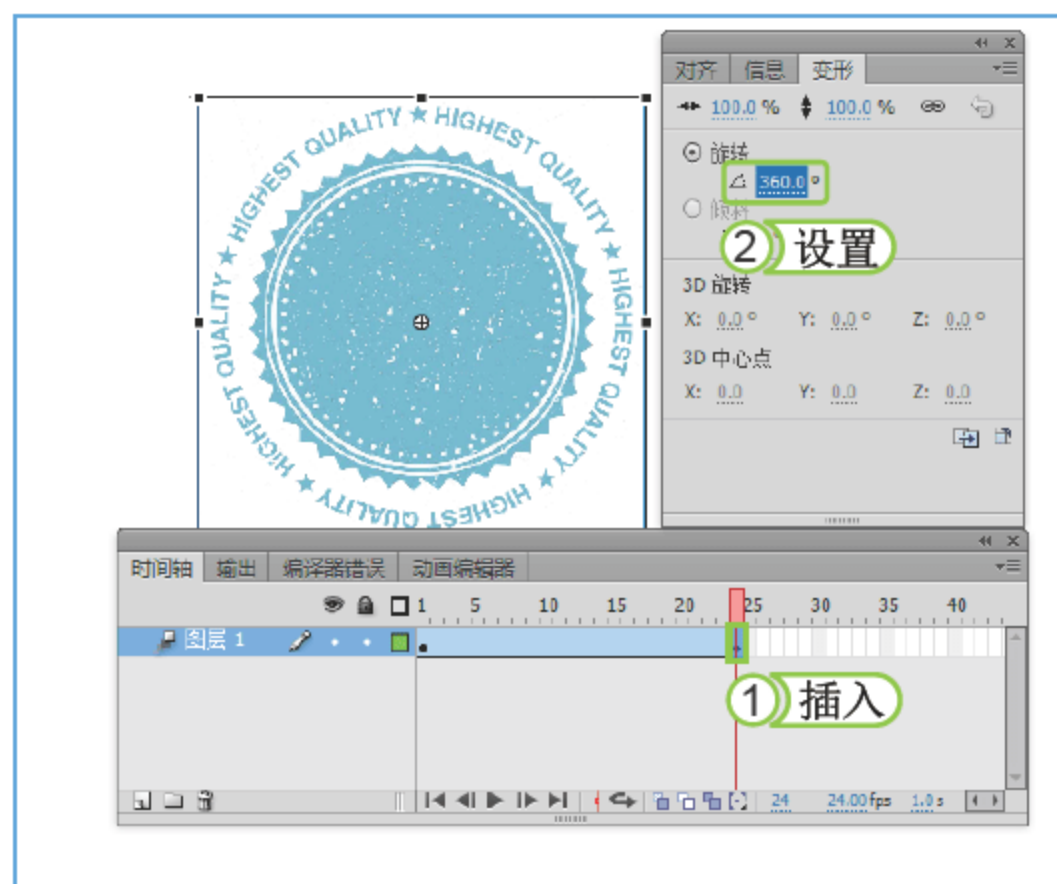 HIGHEST QUALITY ★ HIGHEST QUALITY ★ HIGHEST QUALITY ★ HIGHEST QUALITY ★ HIGHEST QUALITY ★
对齐 信息 变形
100.0 % 100.0 %
旋转
360.0 °
倾斜
② 设置
3D 旋转
X: 0.0 ° Y: 0.0 ° Z: 0.0 °
3D 中心点
X: 0.0 Y: 0.0 Z: 0.0
时间轴 输出 编译器错误 动画编辑器
1 5 10 15 20 25 30 35 40
图层 1
① 插入
24 24.00 fps 1.0 s